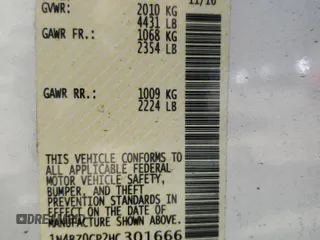 11/16
GVWR: 2010 KG
4431 LB
GAWR FR.: 1068 KG
2354 LB
GAWR RR.: 1009 KG
2224 LB
THIS VEHICLE CONFORMS TO
ALL APPLICABLE FEDERAL
MOTOR VEHICLE SAFETY,
BUMPER, AND THEFT
PREVENTION STANDARDS
IN EFFECT ON THE DATE OF
MANUFACTURE SHOWN ABOVE.
1N4BZ0CP2HC301666